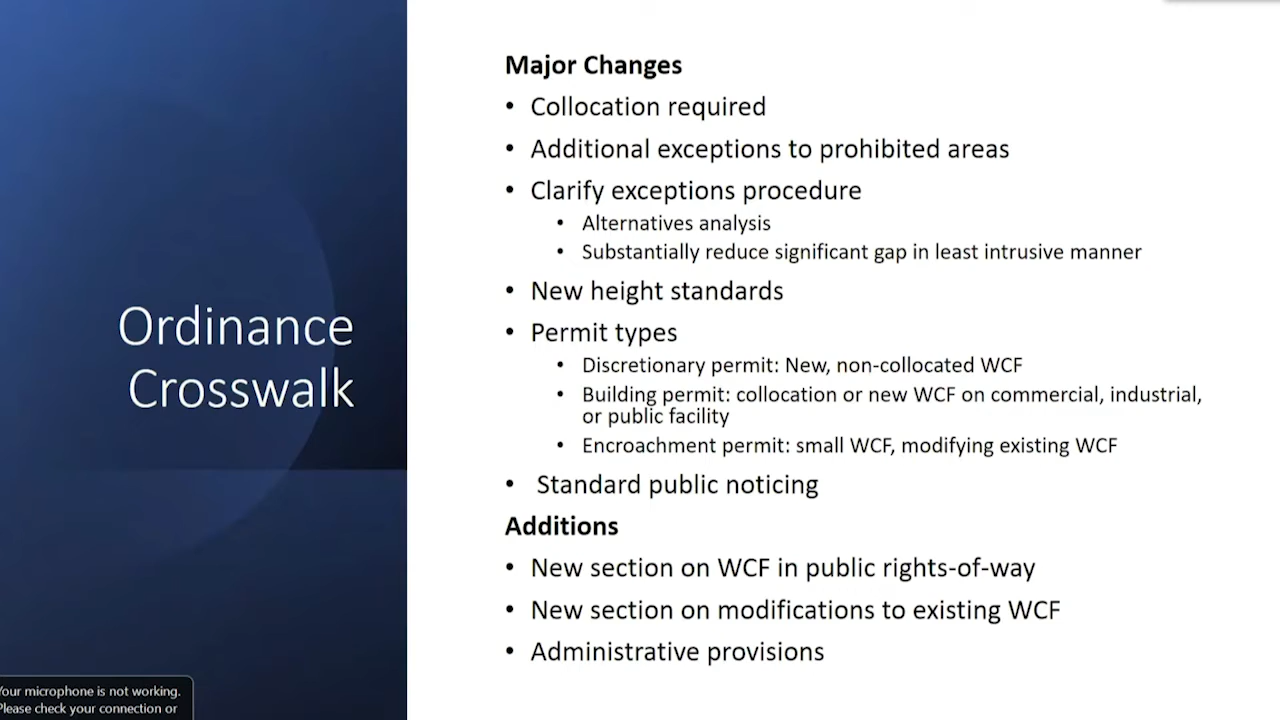 Ordinance
Crosswalk
Major Changes
• Collocation required
• Additional exceptions to prohibited areas
• Clarify exceptions procedure
• Alternatives analysis
• Substantially reduce significant gap in least intrusive manner
• New height standards
• Permit types
• Discretionary permit: New, non-collocated WCF
• Building permit: collocation or new WCF on commercial, industrial,
or public facility
• Encroachment permit: small WCF, modifying existing WCF
• Standard public noticing
Additions
• New section on WCF in public rights-of-way
• New section on modifications to existing WCF
• Administrative provisions
Your microphone is not working.
Please check your connection or